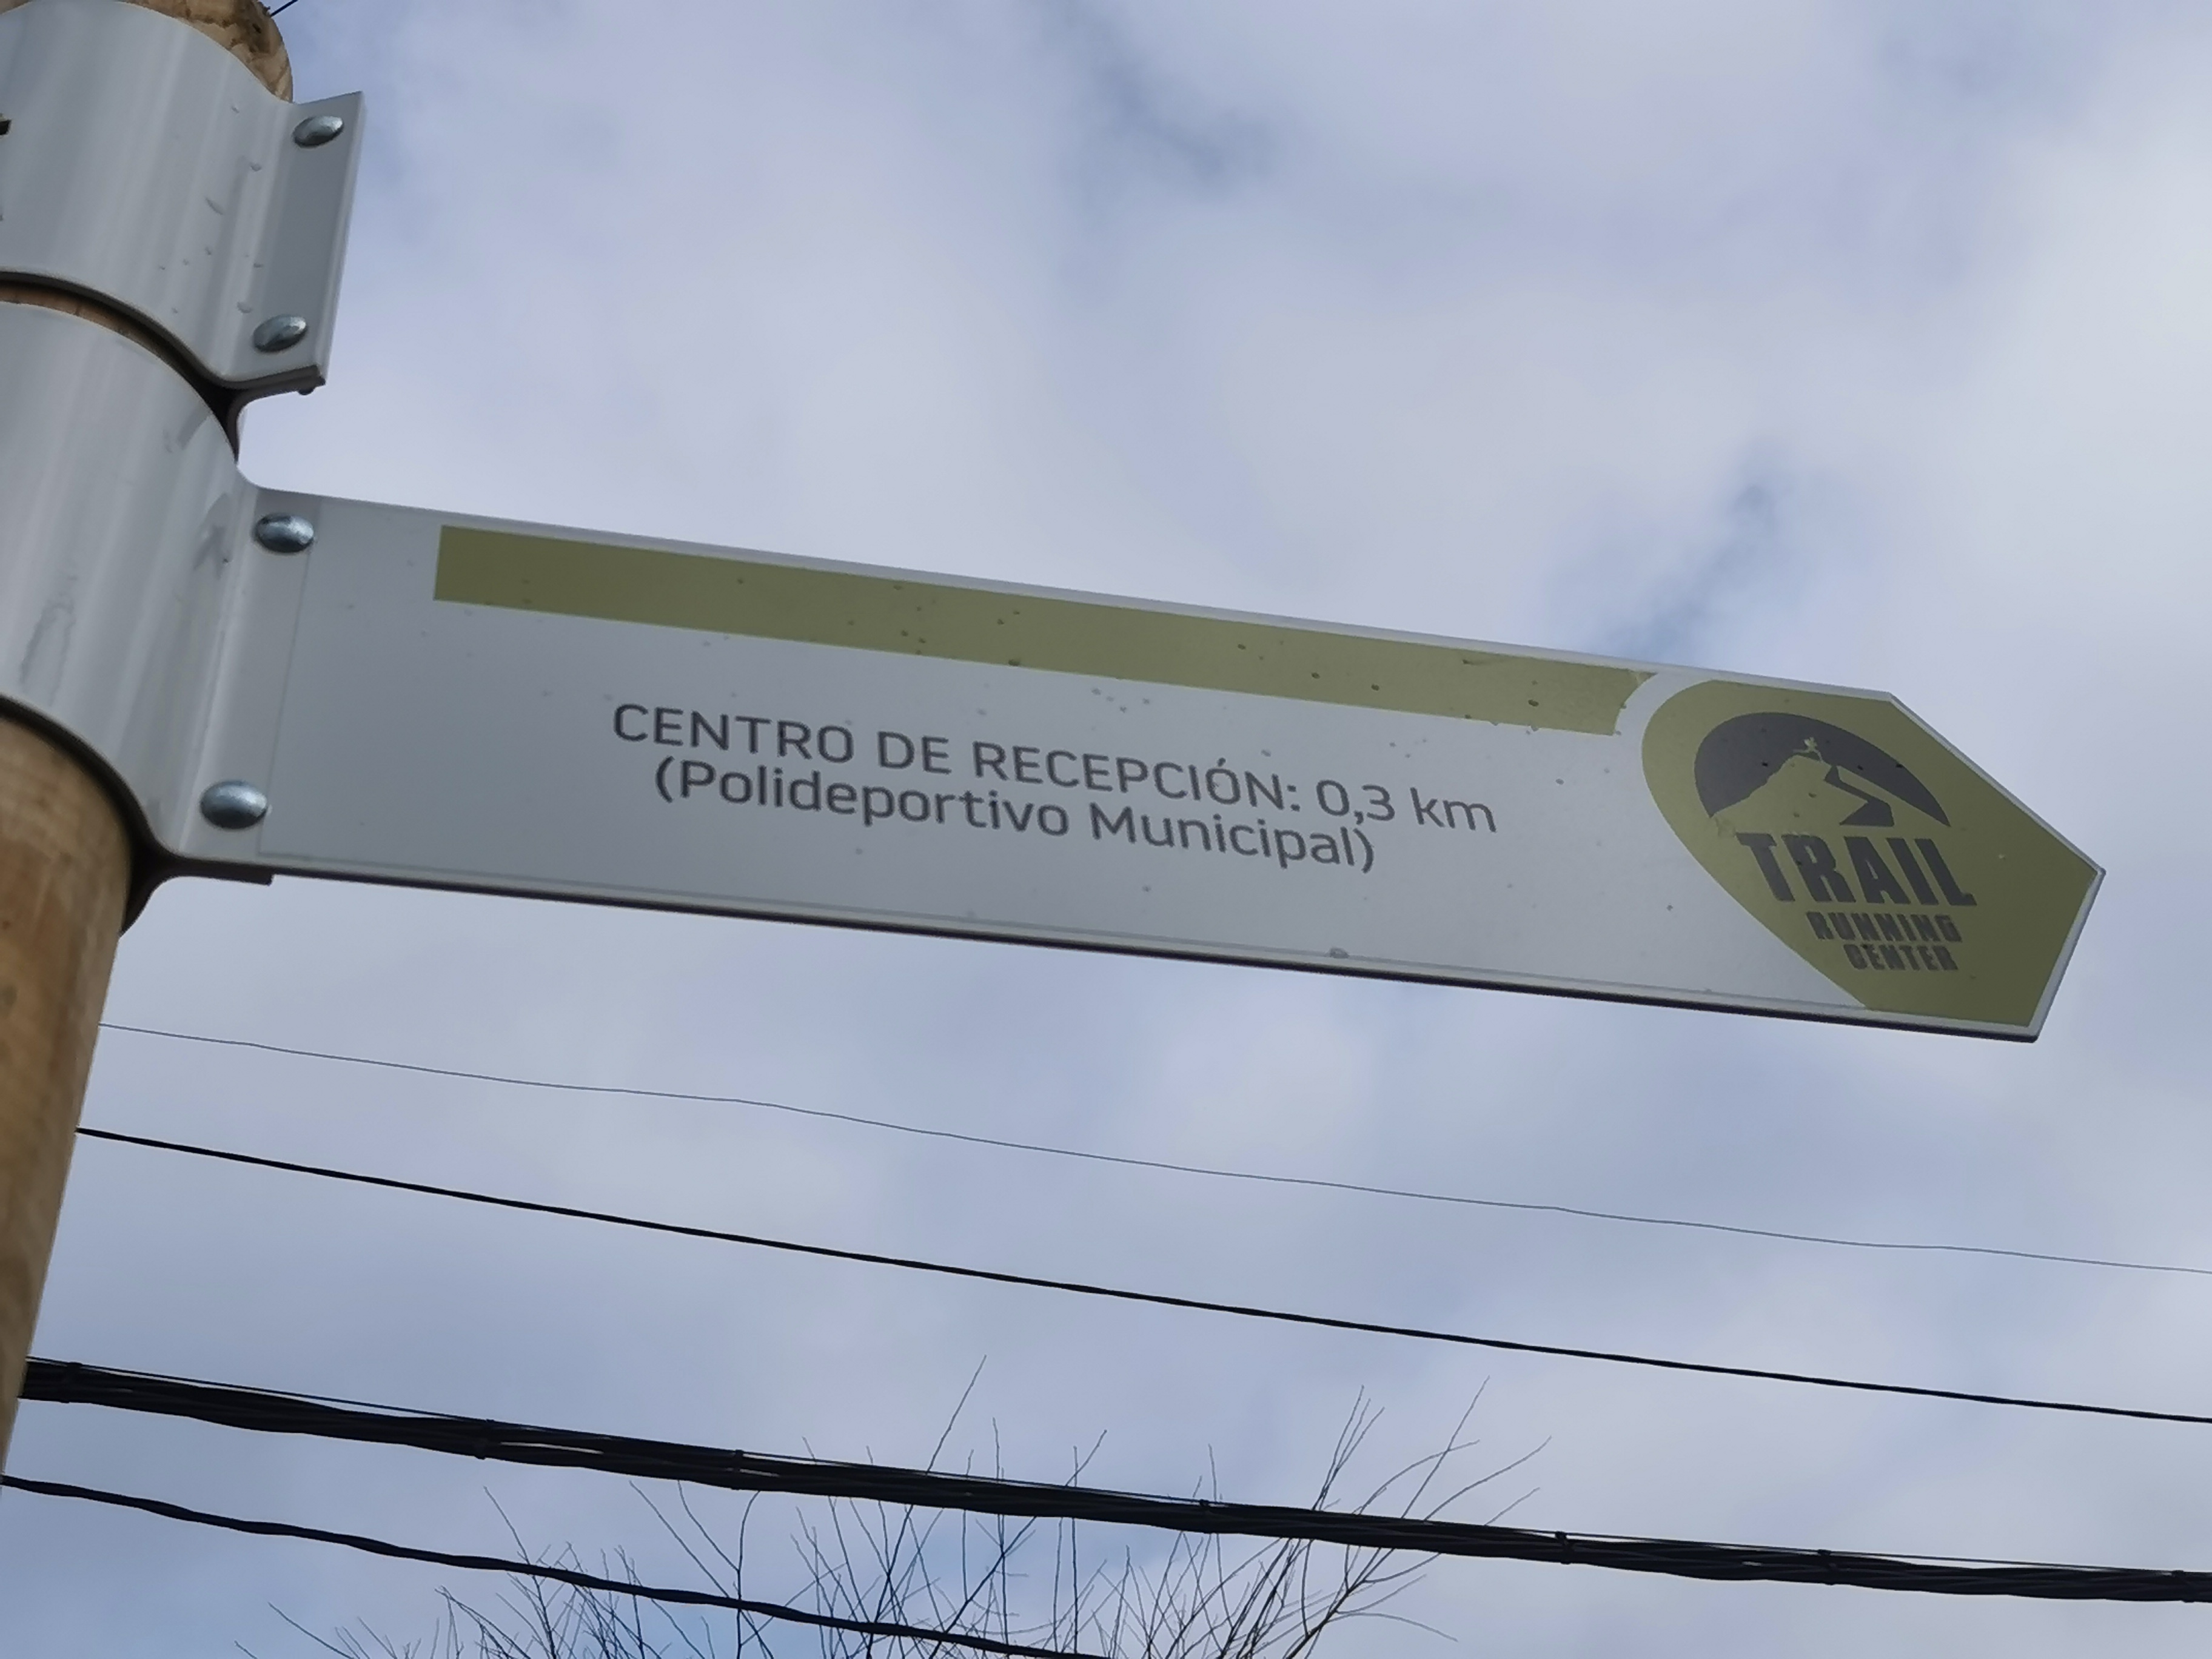 CENTRO DE RECEPCIÓN: 0,3 km
(Polideportivo Municipal)
TRAIL
RUNNING
CENTER